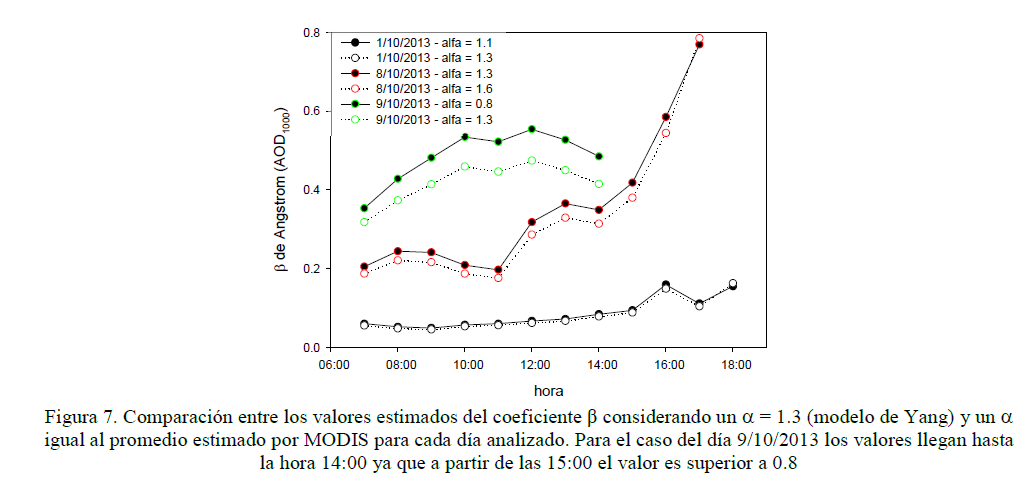 0.8
1/10/2013 - alfa = 1.1
1/10/2013 - alfa = 1.3
8/10/2013 - alfa = 1.3
8/10/2013 - alfa = 1.6
9/10/2013 - alfa = 0.8
9/10/2013 - alfa = 1.3
0.6
0.4
0.2
0.0
β de Angstrom (AOD1000)
06:00 08:00 10:00 12:00 14:00 16:00 18:00
hora
Figura 7. Comparación entre los valores estimados del coeficiente β considerando un α = 1.3 (modelo de Yang) y un α
igual al promedio estimado por MODIS para cada día analizado. Para el caso del día 9/10/2013 los valores llegan hasta
la hora 14:00 ya que a partir de las 15:00 el valor es superior a 0.8